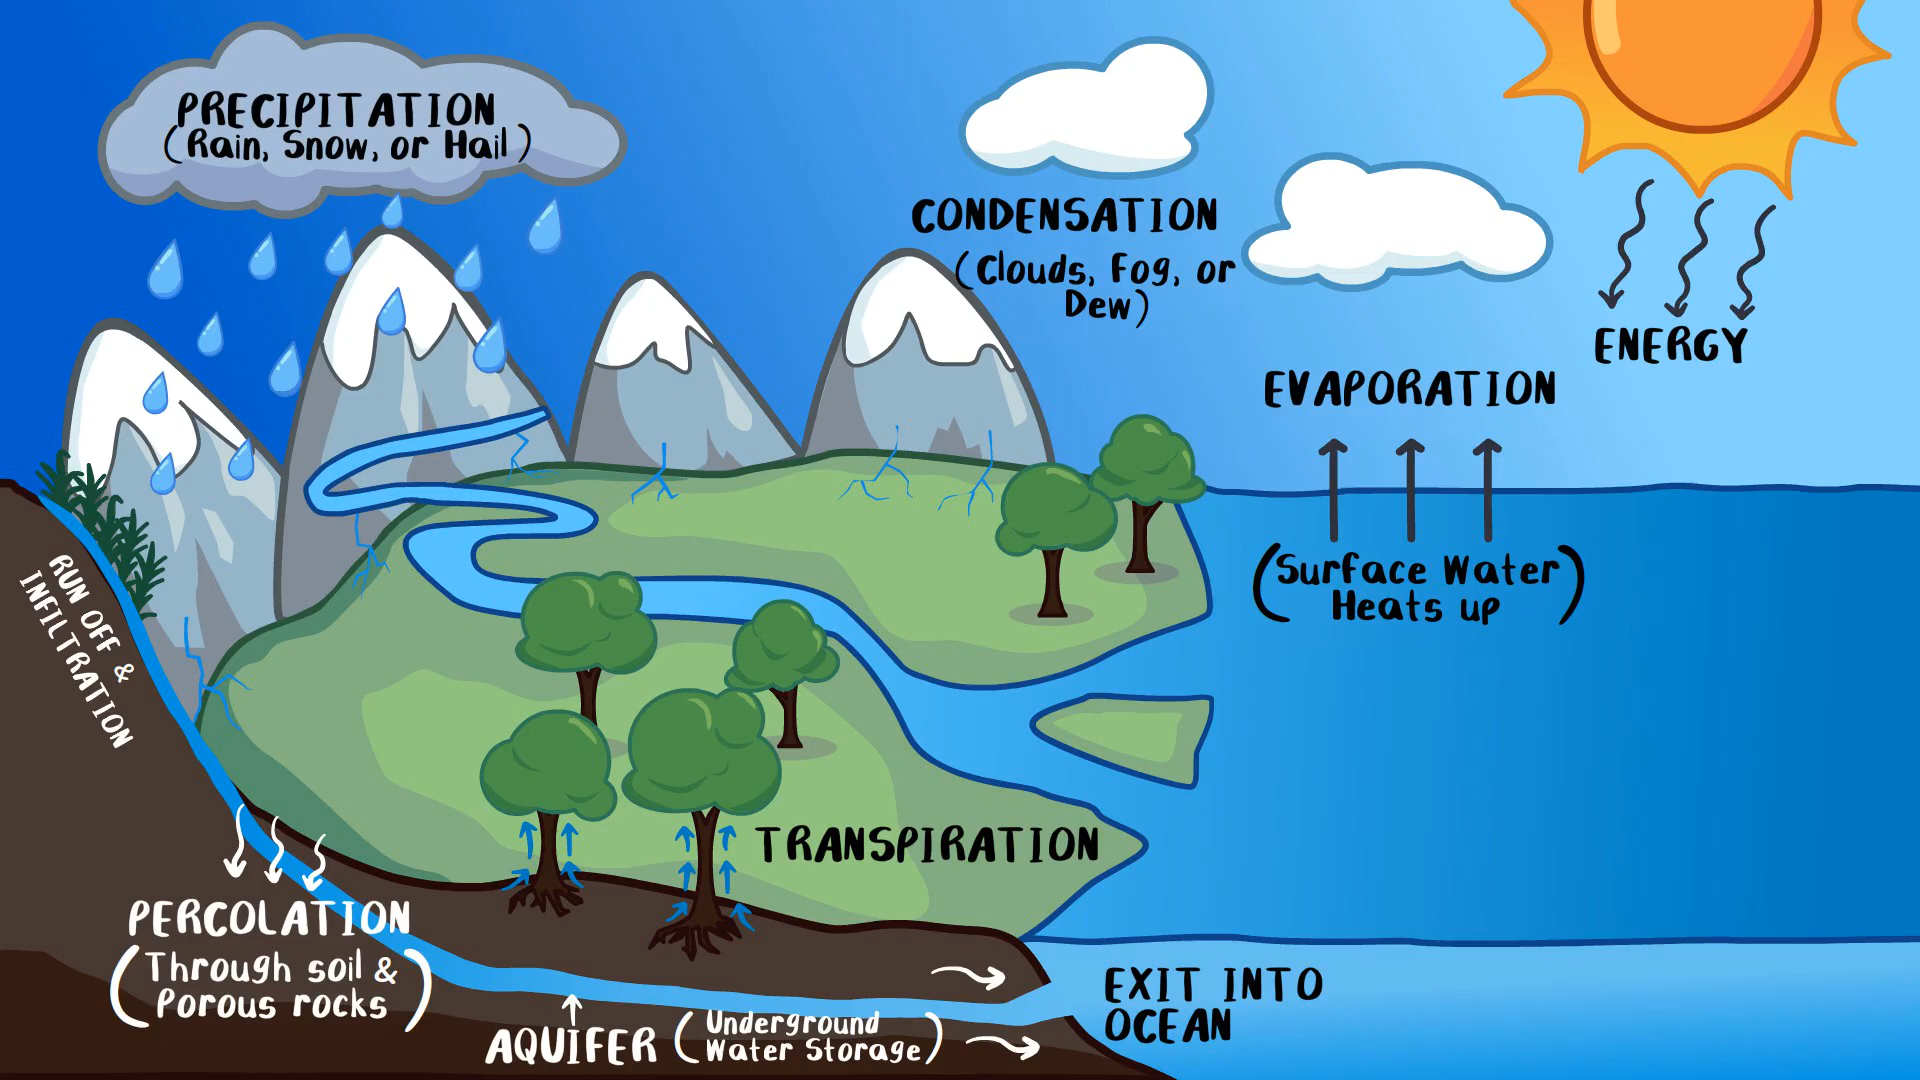 PRECIPITATION
(Rain, Snow, or Hail)
CONDENSATION
(Clouds, Fog, or
Dew)
ENERGY
EVAPORATION
(Surface Water
Heats up)
RUN OFF &
INFILTRATION
TRANSPIRATION
PERCOLATION
(Through soil &
Porous rocks)
AQUIFER (Underground
Water Storage)
EXIT INTO
OCEAN